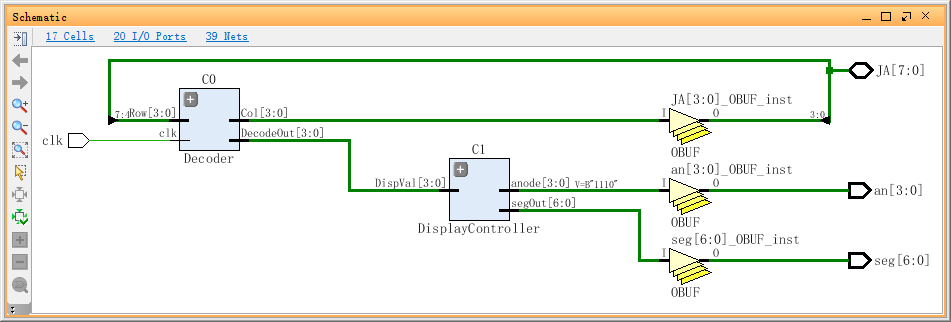 Schematic
17 Cells 20 I/O Ports 39 Nets
C0
JA[7:0]
JA[3:0]_OBUF_inst
7:4 Row[3:0] Col[3:0] I O 3:0
clk clk DecodeOut[3:0]
Decoder OBUF
C1
an[3:0]_OBUF_inst
DispVal[3:0] anode[3:0] V=B"1110" I O an[3:0]
segOut[6:0]
DisplayController OBUF
seg[6:0]_OBUF_inst
I O seg[6:0]
OBUF